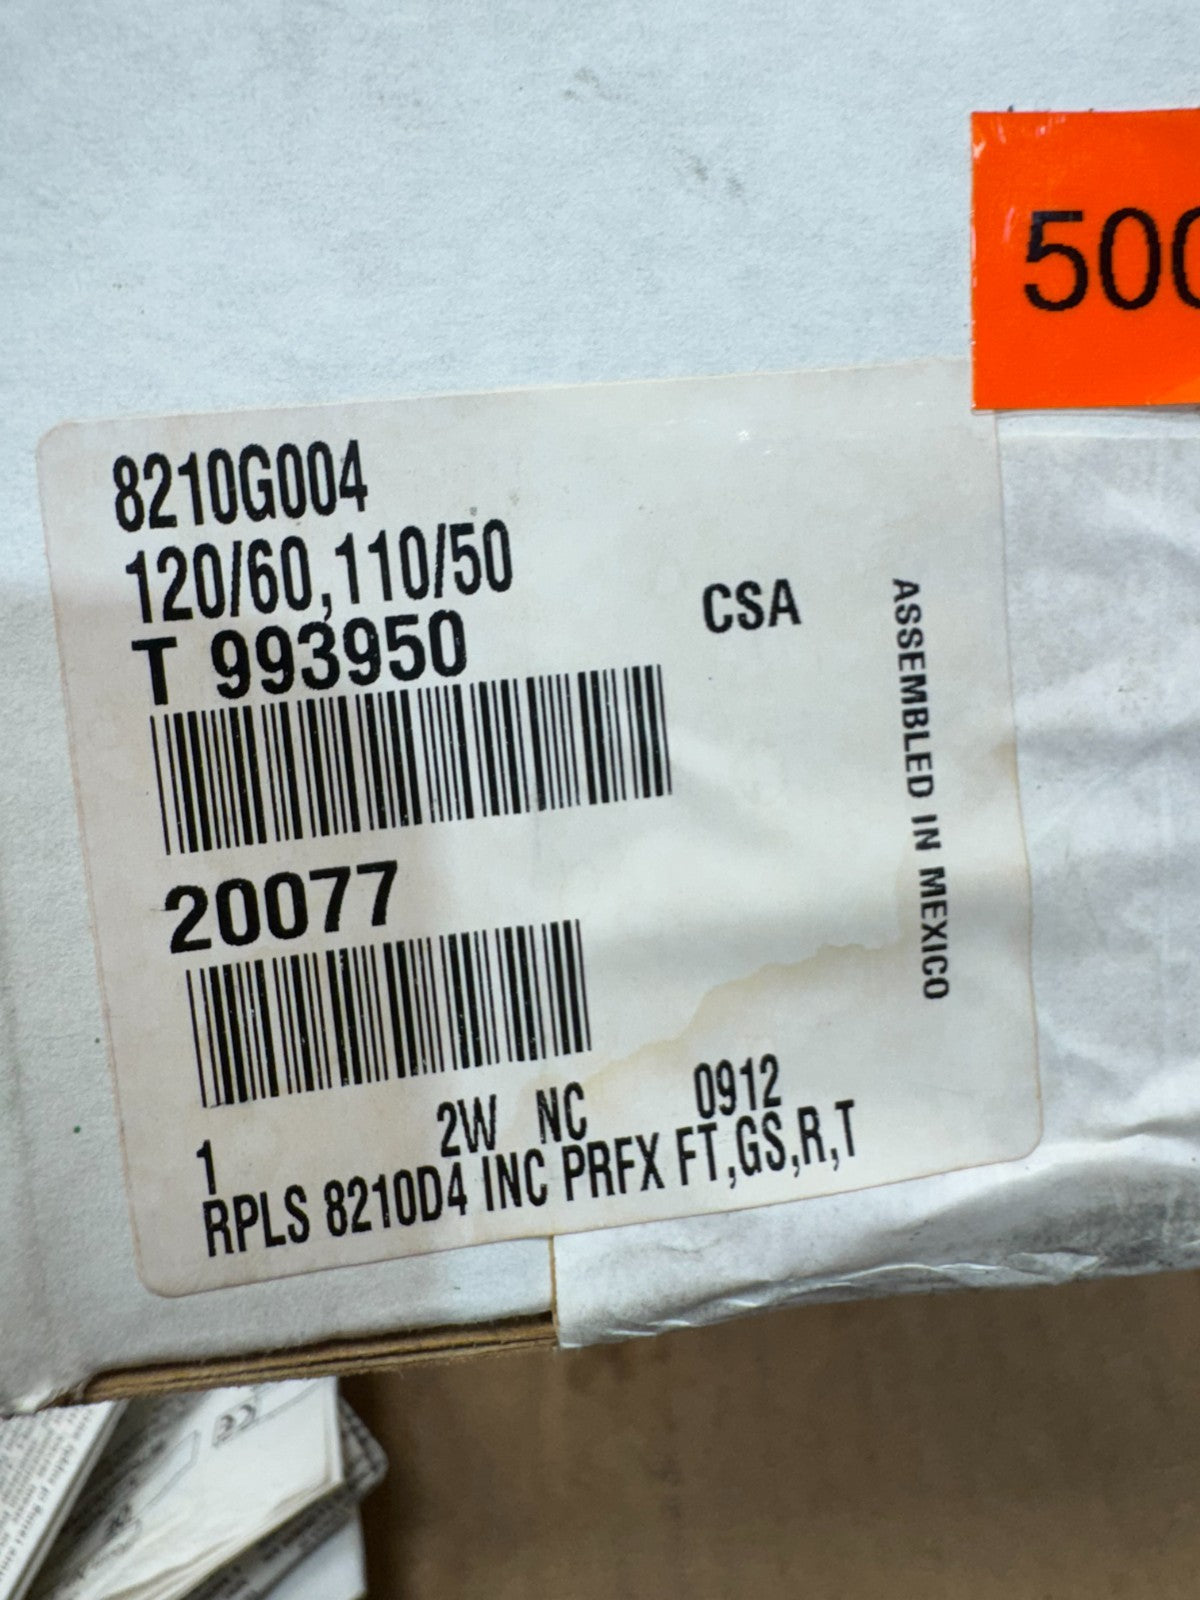 500
8210G004
120/60,110/50
T 993950
CSA
ASSEMBLED IN MEXICO
20077
1 2W NC 0912
RPLS 8210D4 INC PRFX FT,GS,R,T